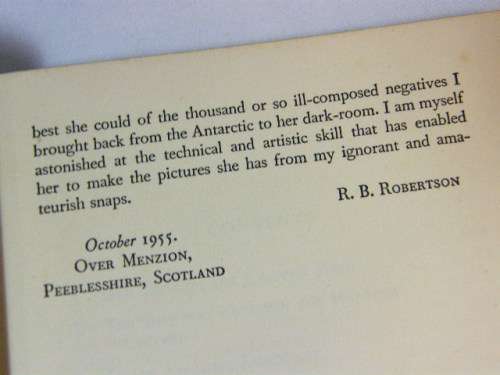 best she could of the thousand or so ill-composed negatives I
brought back from the Antarctic to her dark-room. I am myself
astonished at the technical and artistic skill that has enabled
her to make the pictures she has from my ignorant and ama-
teurish snaps.
R. B. Robertson
October 1955.
Over Menzion,
Peeblesshire, Scotland